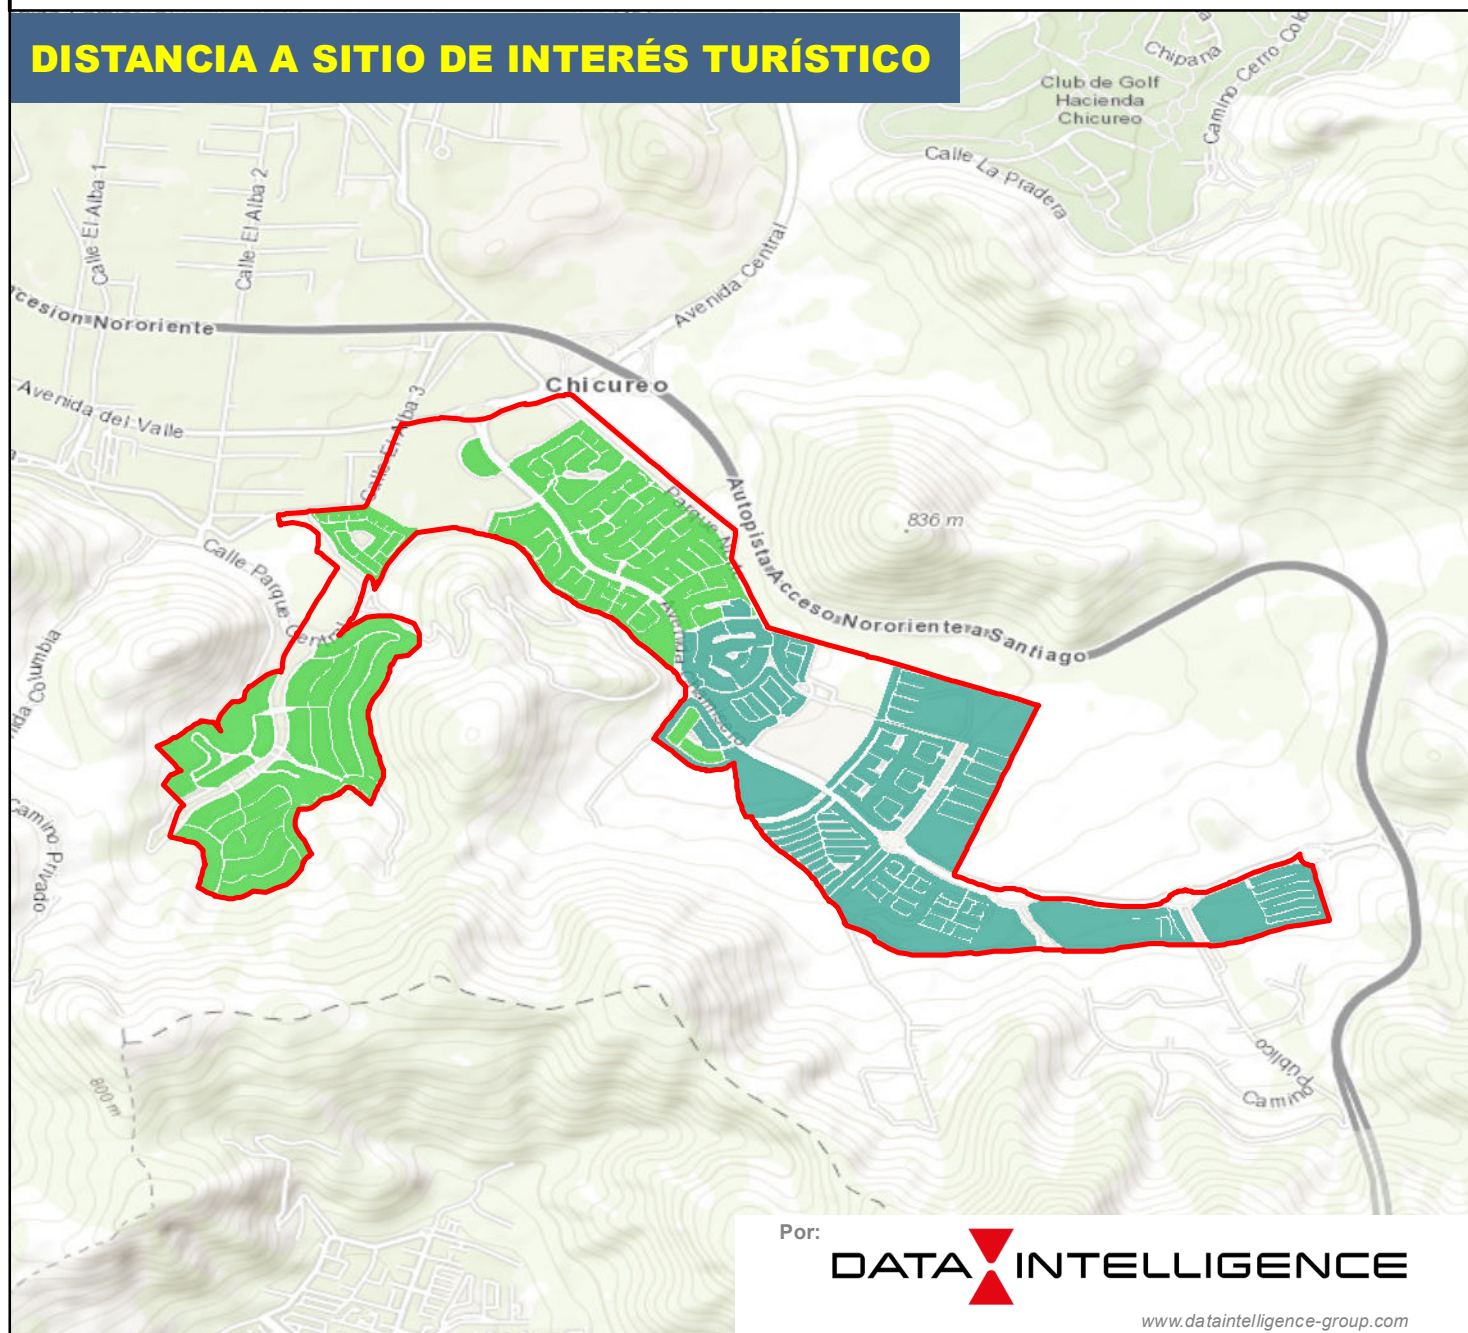 DISTANCIA A SITIO DE INTERÉS TURÍSTICO
Chipana
Camino Cerro Colo
Club de Golf
Hacienda
Chicureo
Calle La Pradera
Calle El Alba 1
Calle El Alba 2
Avenida Central
cesion Nororiente
Chicureo
Avenida del Valle
Calle El Alba 3
Autopista Acceso Nororiente a Santiago
836 m
Calle Parque Central
Camino Privado
800 m
Público
Camino
Por:
DATA INTELLIGENCE
www.dataintelligence-group.com